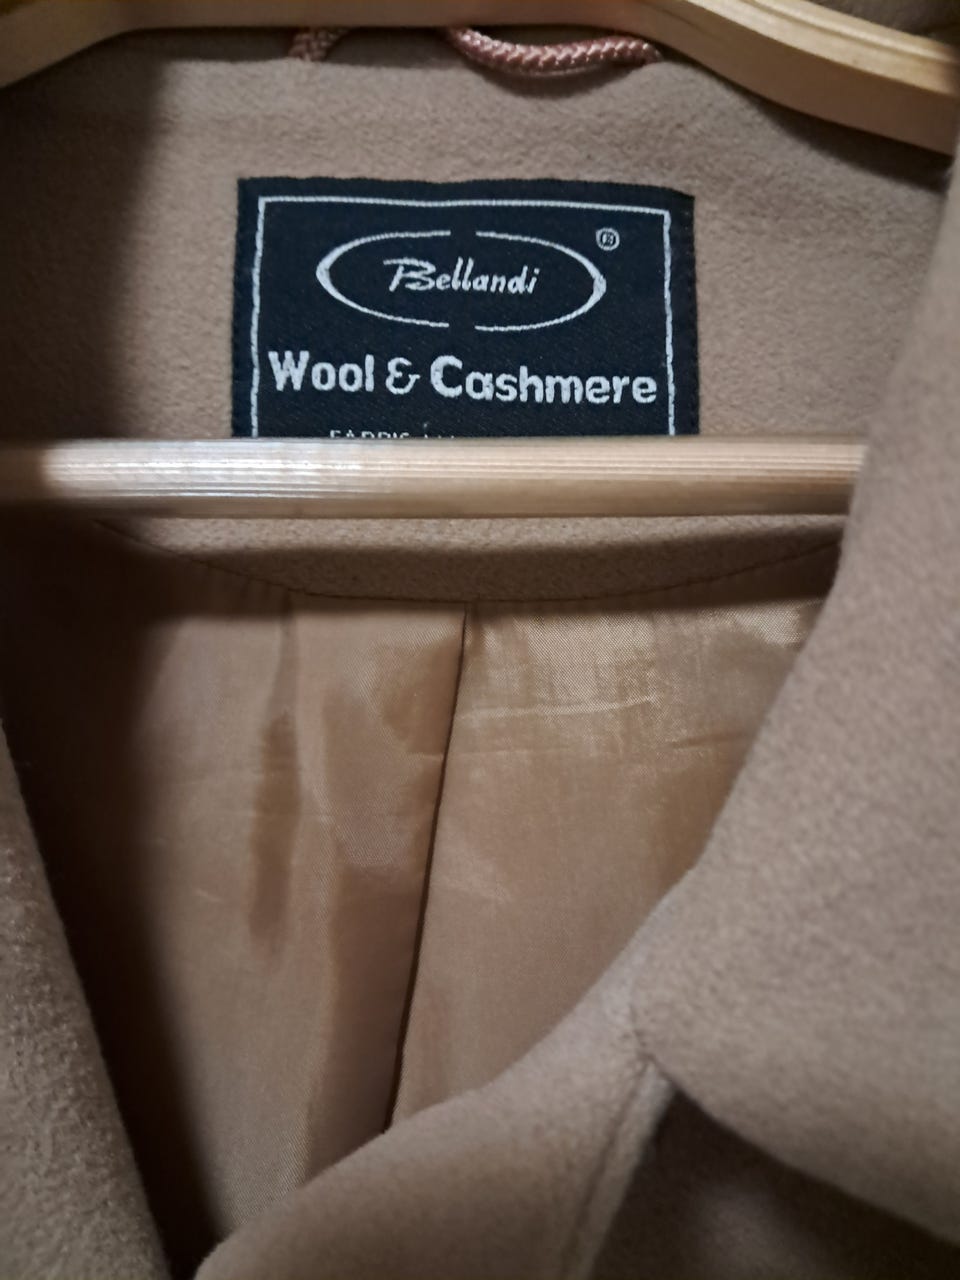 Bellandi ®
Wool & Cashmere